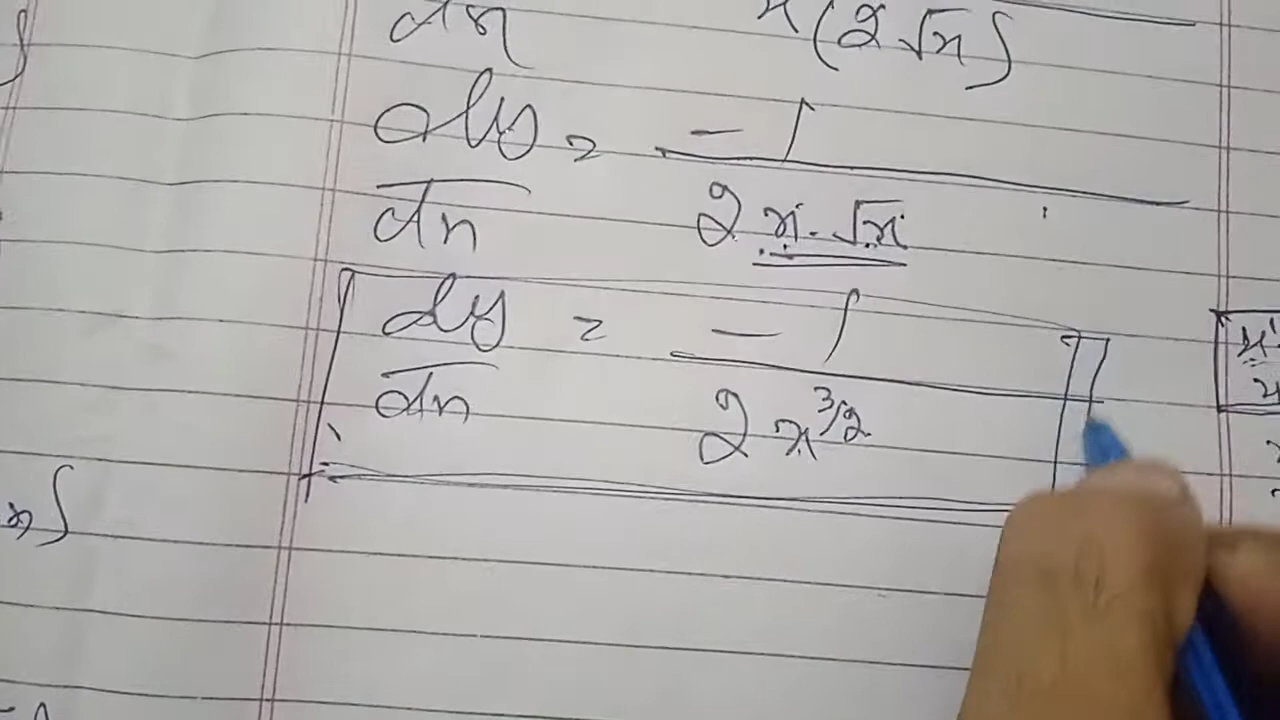 dx x(2√x)
dy/dx = -1/(2x·√x)
dy/dx = -1/(2x^{3/2})